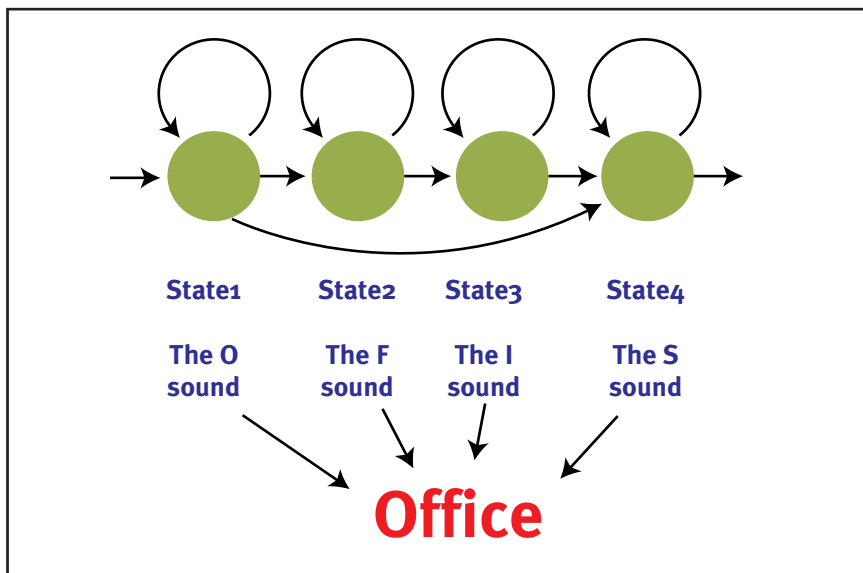 State1 State2 State3 State4
The O The F The I The S
sound sound sound sound
Office